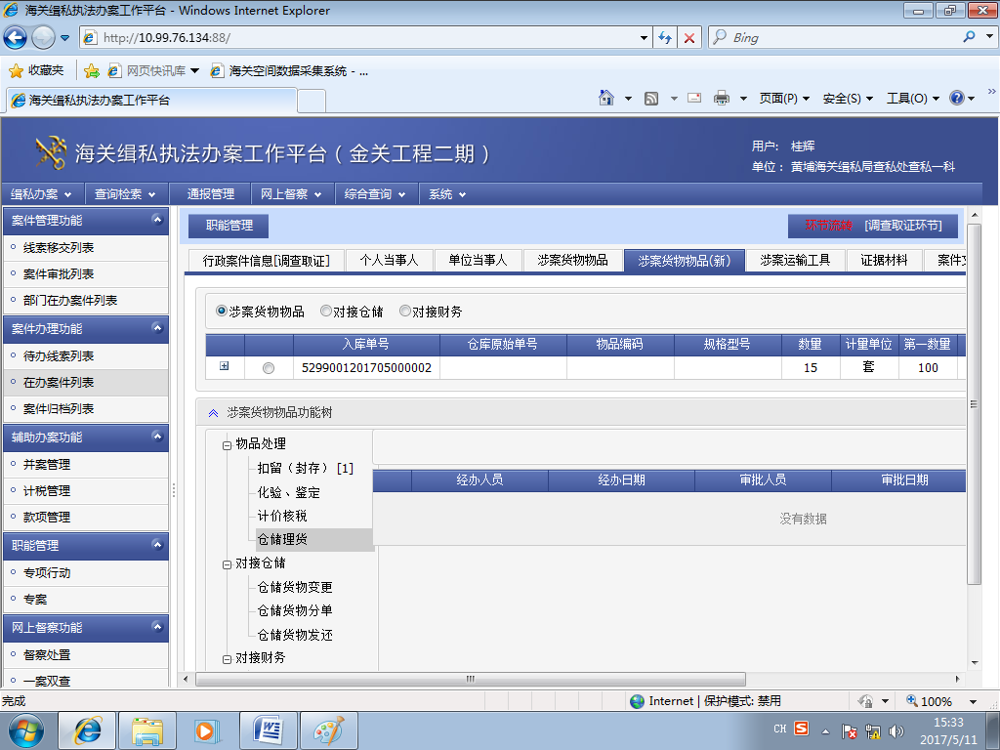 海关缉私执法办案工作平台 - Windows Internet Explorer
http://10.99.76.134:88/
Bing
收藏夹 网页快讯库 海关空间数据采集系统 - ...
海关缉私执法办案工作平台
页面(P) 安全(S) 工具(O)
海关缉私执法办案工作平台（金关工程二期）
用户： 桂辉
单位： 黄埔海关缉私局查私处查私一科
缉私办案 查询检索 通报管理 网上督察 综合查询 系统
案件管理功能
线索移交列表
案件审批列表
部门在办案件列表
案件办理功能
待办线索列表
在办案件列表
案件归档列表
辅助办案功能
并案管理
计税管理
款项管理
职能管理
专项行动
专案
网上督察功能
督察处置
一案双查
职能管理
环节流转 [调查取证环节]
行政案件信息[调查取证] 个人当事人 单位当事人 涉案货物物品 涉案货物物品(新) 涉案运输工具 证据材料 案件文
涉案货物物品 对接仓储 对接财务
入库单号 仓库原始单号 物品编码 规格型号 数量 计量单位 第一数量
5299001201705000002 15 套 100
涉案货物物品功能树
物品处理
扣留（封存） [1]
化验、鉴定
计价核税
仓储理货
对接仓储
仓储货物变更
仓储货物分单
仓储货物发还
对接财务
经办人员 经办日期 审批人员 审批日期
没有数据
完成
Internet | 保护模式: 禁用
100%
CH
15:33
2017/5/11